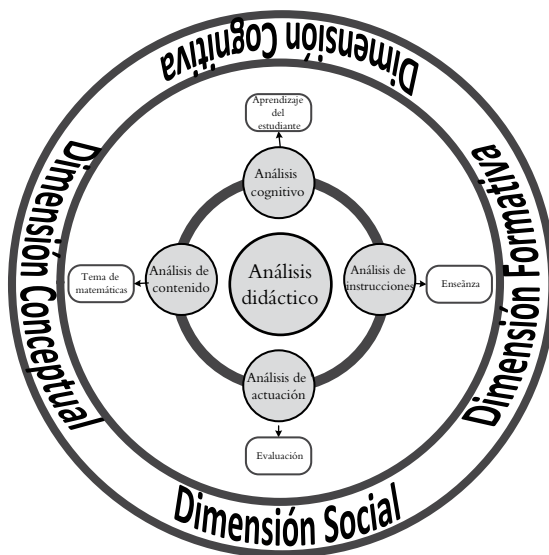 Dimensión Cognitiva
Aprendizaje
del
estudiante
Análisis
cognitivo
Dimensión Conceptual
Dimensión Formativa
Tema de
matemáticas
Análisis de
contenido
Análisis
didáctico
Análisis de
instrucciones
Enseãnza
Análisis de
actuación
Evaluación
Dimensión Social